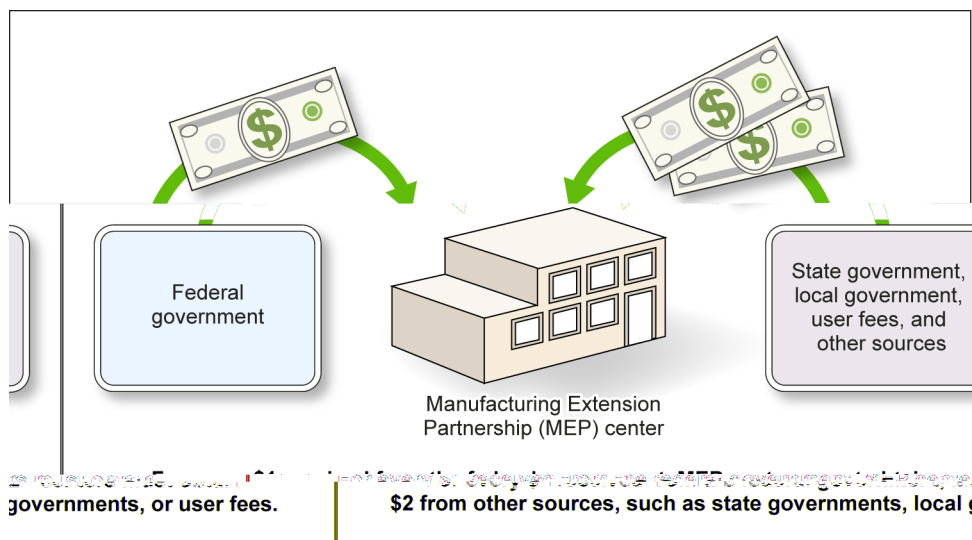 Federal
government
State government,
local government,
user fees, and
other sources
Manufacturing Extension
Partnership (MEP) center
governments, or user fees.
$2 from other sources, such as state governments, local